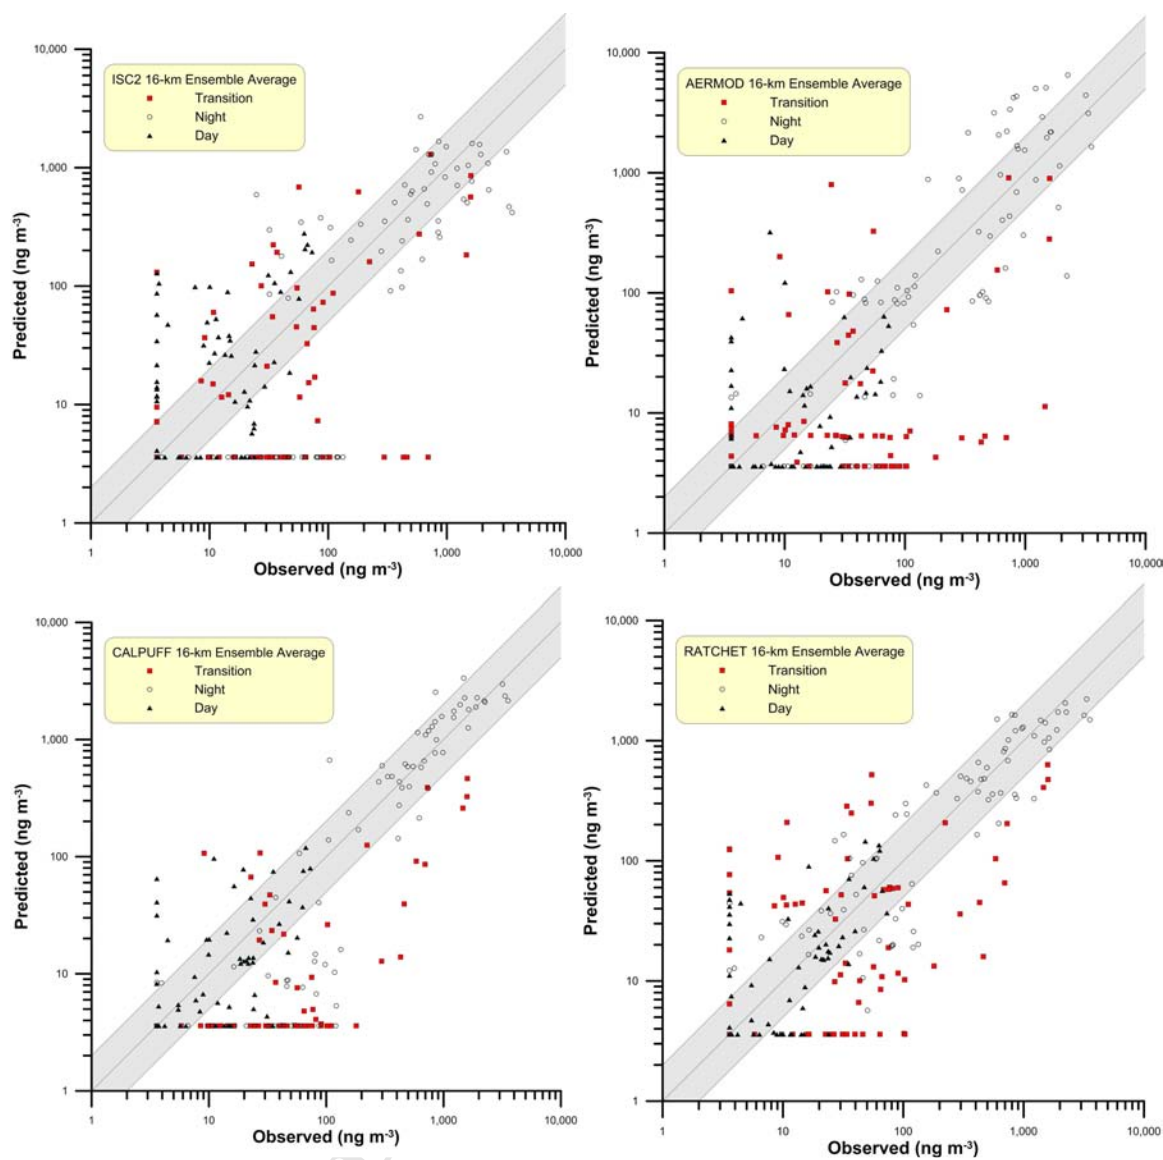 10,000
ISC2 16-km Ensemble Average
Transition
Night
Day
1,000
100
10
1
Predicted (ng m⁻³)
1
10
100
1,000
10,000
Observed (ng m⁻³)
10,000
AERMOD 16-km Ensemble Average
Transition
Night
Day
1,000
100
10
1
Predicted (ng m⁻³)
1
10
100
1,000
10,000
Observed (ng m⁻³)
10,000
CALPUFF 16-km Ensemble Average
Transition
Night
Day
1,000
100
10
1
Predicted (ng m⁻³)
1
10
100
1,000
10,000
Observed (ng m⁻³)
10,000
RATCHET 16-km Ensemble Average
Transition
Night
Day
1,000
100
10
1
Predicted (ng m⁻³)
1
10
100
1,000
10,000
Observed (ng m⁻³)